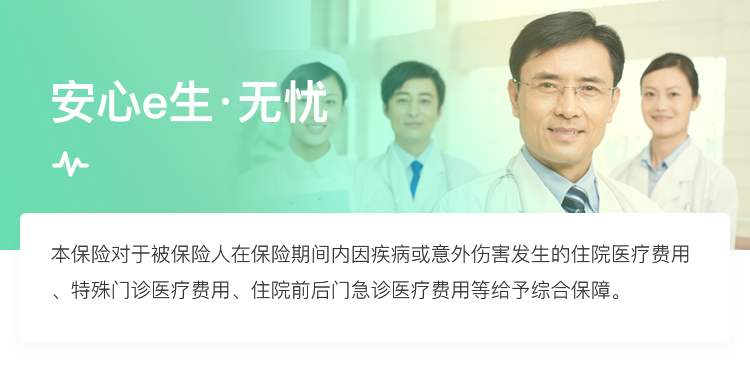 安心e生·无忧
本保险对于被保险人在保险期间内因疾病或意外伤害发生的住院医疗费用
、特殊门诊医疗费用、住院前后门急诊医疗费用等给予综合保障。